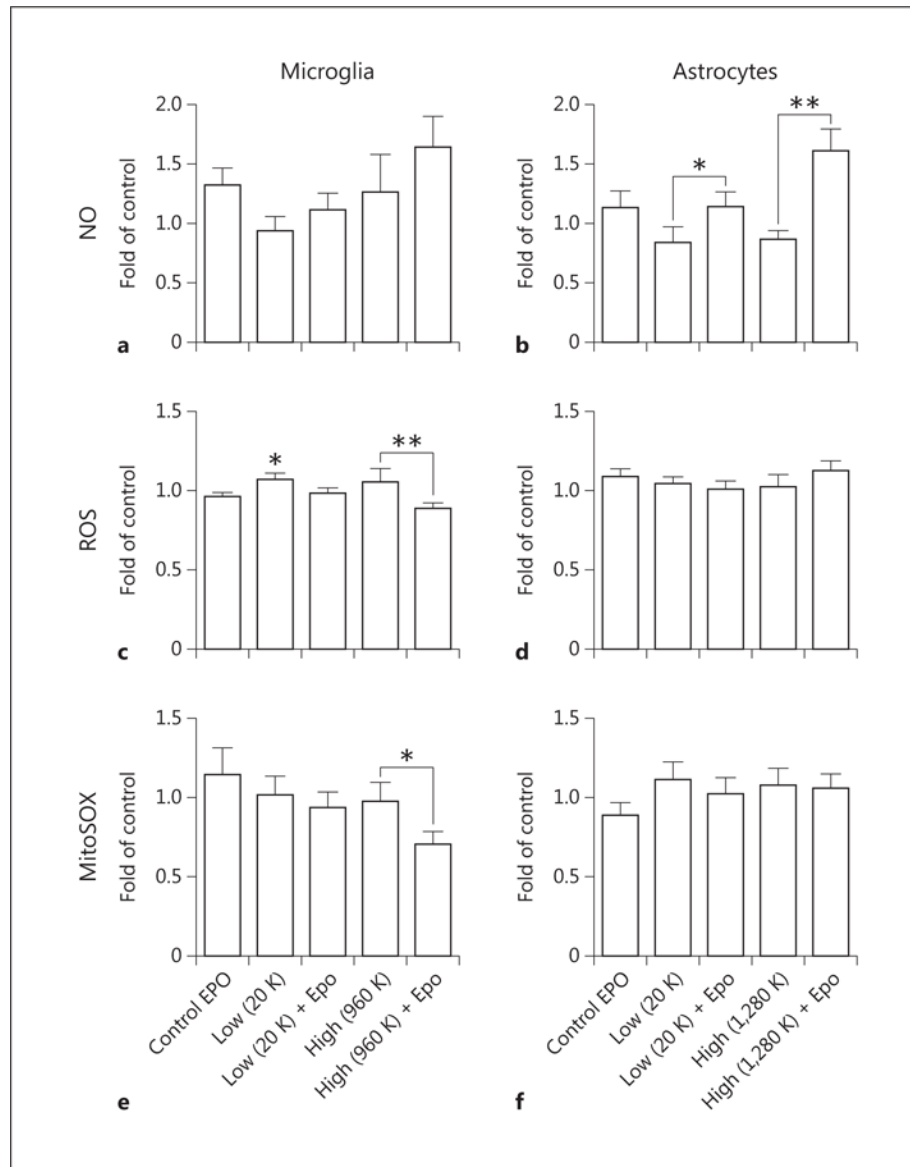 Microglia
Astrocytes
NO
Fold of control
2.0
1.5
1.0
0.5
0
a
Fold of control
2.0
1.5
1.0
0.5
0
*
**
b
ROS
Fold of control
1.5
1.0
0.5
0
*
**
c
Fold of control
1.5
1.0
0.5
0
d
MitoSOX
Fold of control
1.5
1.0
0.5
0
*
Control EPO
Low (20 K)
Low (20 K) + Epo
High (960 K)
High (960 K) + Epo
e
Fold of control
1.5
1.0
0.5
0
Control EPO
Low (20 K)
Low (20 K) + Epo
High (1,280 K)
High (1,280 K) + Epo
f